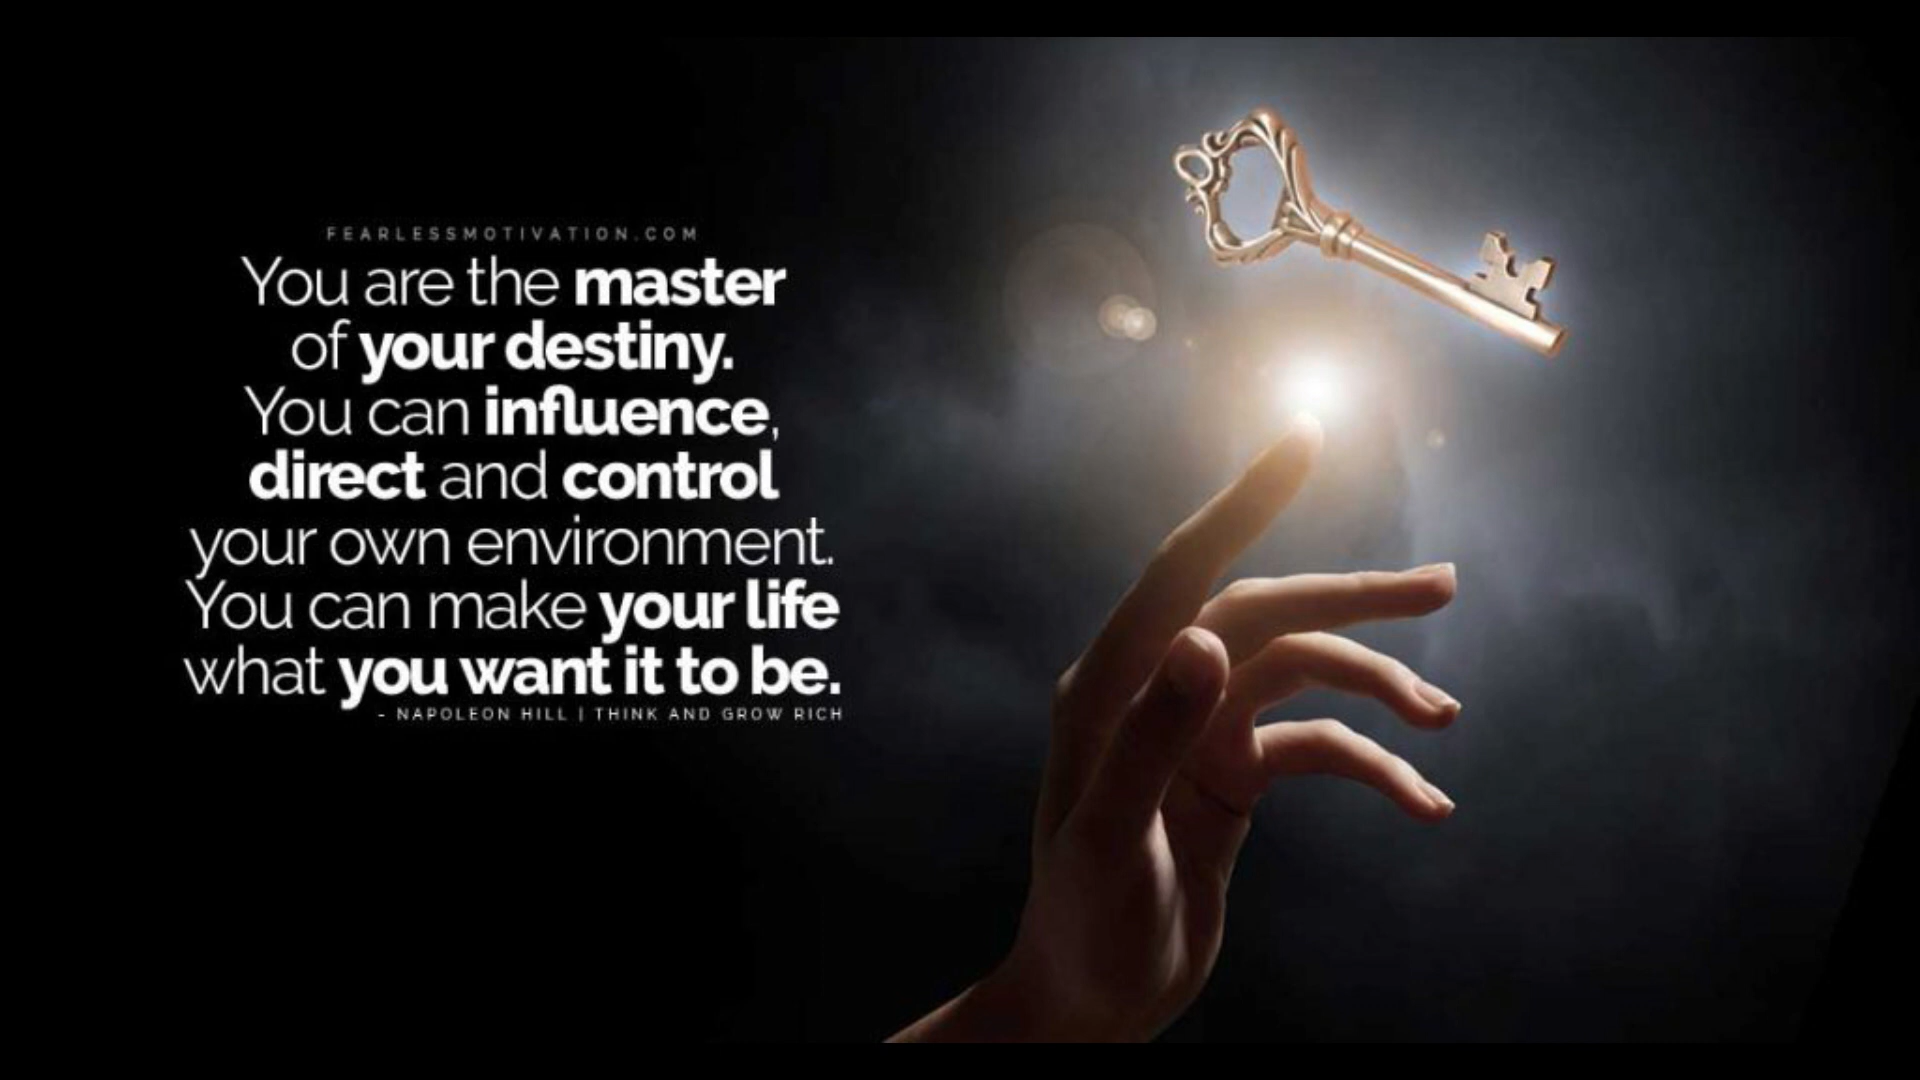 FEARLESSMOTIVATION.COM
You are the master
of your destiny.
You can influence,
direct and control
your own environment.
You can make your life
what you want it to be.
- NAPOLEON HILL | THINK AND GROW RICH